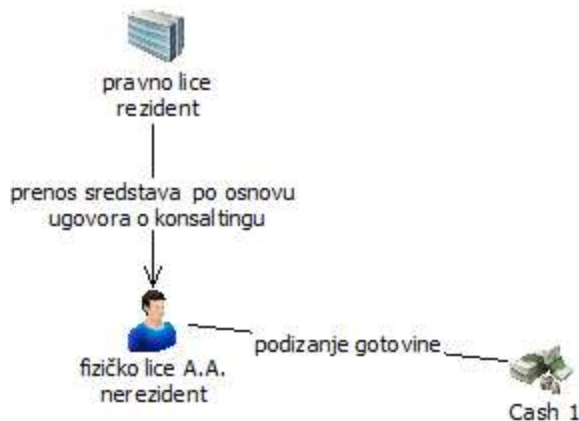 pravno lice
rezident
prenos sredstava po osnovu
ugovora o konsaltingu
fizičko lice A.A.
nerezident
podizanje gotovine
Cash 1